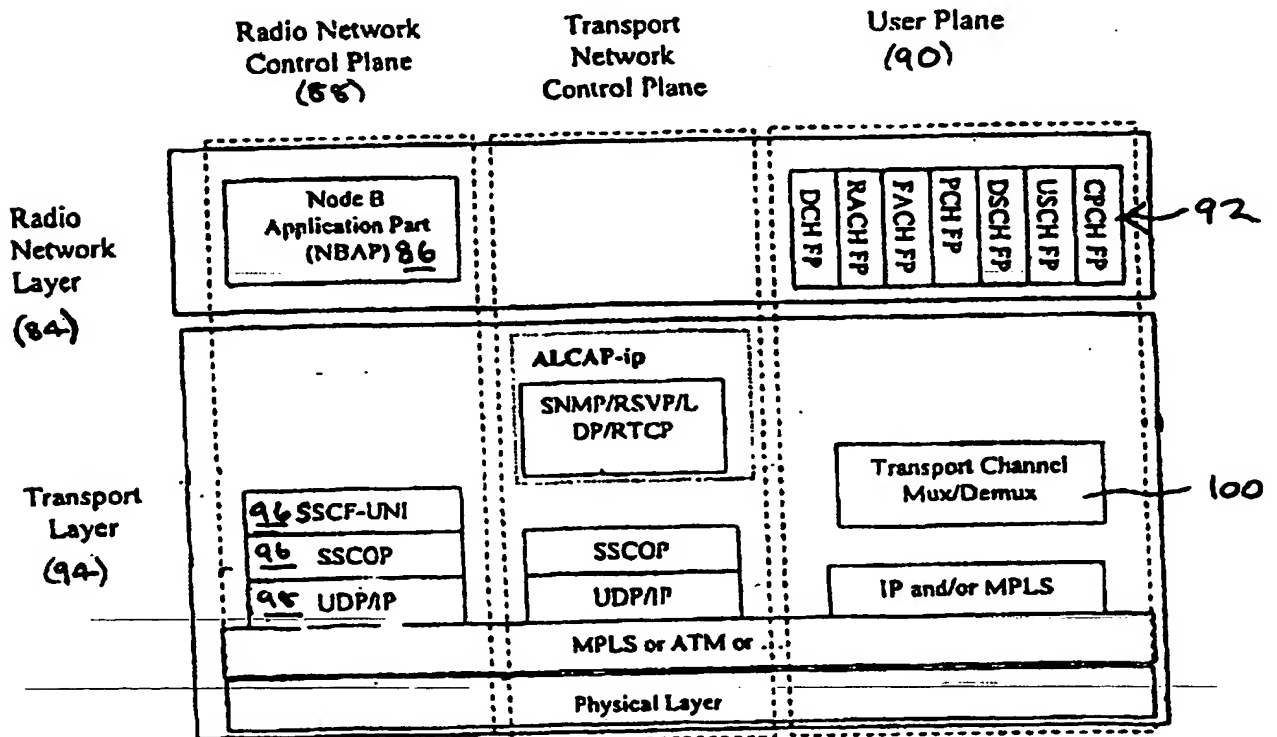 Radio Network
Control Plane
(88)
Transport
Network
Control Plane
User Plane
(90)
Radio
Network
Layer
(84)
Node B
Application Part
(NBAP) 86
DCH FP
RACH FP
FACH FP
PCH FP
DSCH FP
USCH FP
CPCH FP
92
Transport
Layer
(94)
ALCAP-ip
SNMP/RSVP/L
DP/RTCP
Transport Channel
Mux/Demux
100
96 SSCF-UNI
96 SSCOP
98 UDP/IP
SSCOP
UDP/IP
IP and/or MPLS
MPLS or ATM or ...
Physical Layer